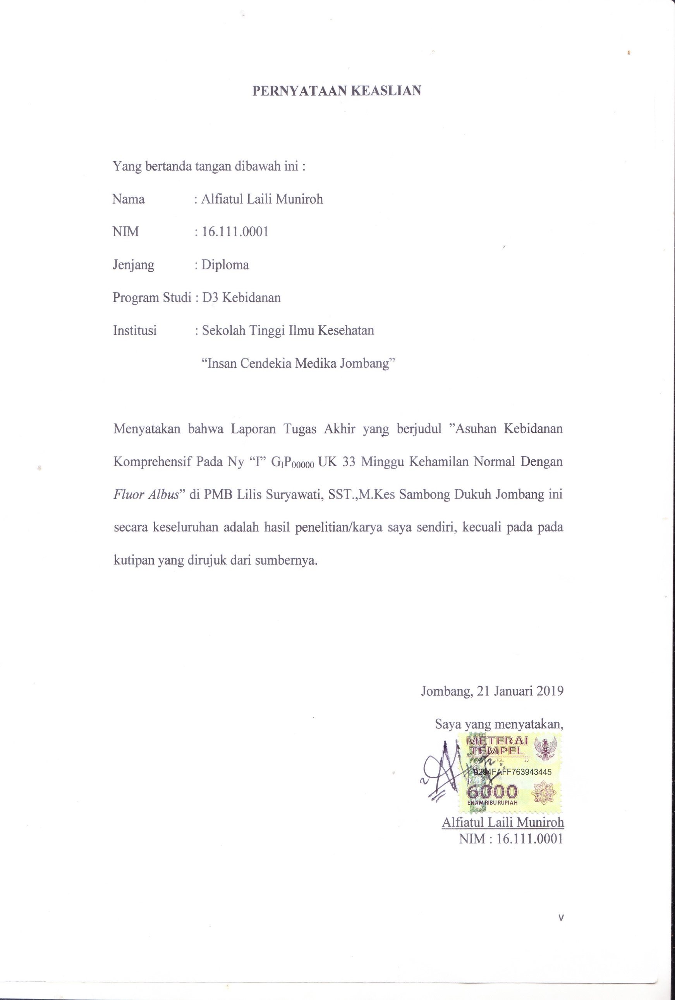 PERNYATAAN KEASLIAN
Yang bertanda tangan dibawah ini :
Nama : Alfiatul Laili Muniroh
NIM : 16.111.0001
Jenjang : Diploma
Program Studi : D3 Kebidanan
Institusi : Sekolah Tinggi Ilmu Kesehatan
“Insan Cendekia Medika Jombang”
Menyatakan bahwa Laporan Tugas Akhir yang berjudul ”Asuhan Kebidanan
Komprehensif Pada Ny “I” GIP00000 UK 33 Minggu Kehamilan Normal Dengan
Fluor Albus” di PMB Lilis Suryawati, SST.,M.Kes Sambong Dukuh Jombang ini
secara keseluruhan adalah hasil penelitian/karya saya sendiri, kecuali pada pada
kutipan yang dirujuk dari sumbernya.
Jombang, 21 Januari 2019
Saya yang menyatakan,
METERAI
TEMPEL
TGL. 20
6000
ENAM RIBU RUPIAH
Alfiatul Laili Muniroh
NIM : 16.111.0001
v